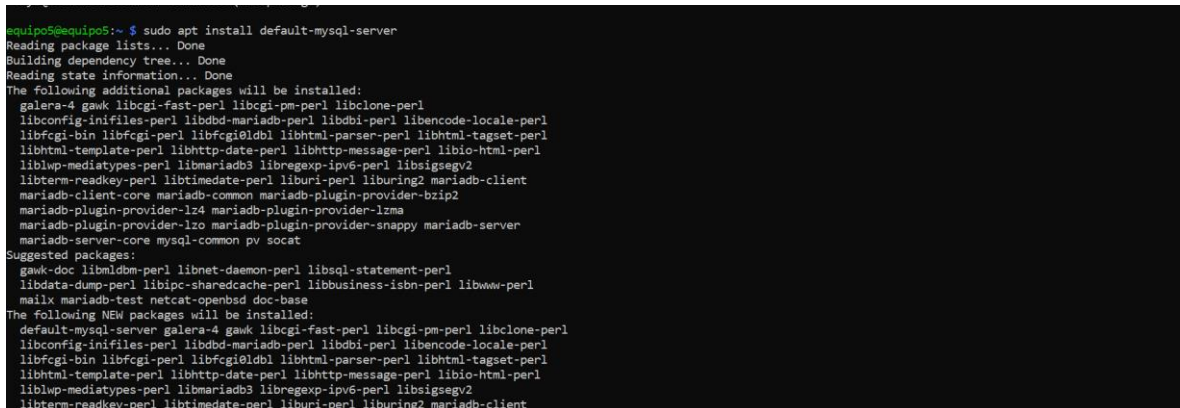 equipo5@equipo5:~ $ sudo apt install default-mysql-server
Reading package lists... Done
Building dependency tree... Done
Reading state information... Done
The following additional packages will be installed:
  galera-4 gawk libcgi-fast-perl libcgi-pm-perl libclone-perl
  libconfig-inifiles-perl libdbd-mariadb-perl libdbi-perl libencode-locale-perl
  libfcgi-bin libfcgi-perl libfcgi0ldbl libhtml-parser-perl libhtml-tagset-perl
  libhtml-template-perl libhttp-date-perl libhttp-message-perl libio-html-perl
  liblwp-mediatypes-perl libmariadb3 libregexp-ipv6-perl libsigsegv2
  libterm-readkey-perl libtimedate-perl liburi-perl liburing2 mariadb-client
  mariadb-client-core mariadb-common mariadb-plugin-provider-bzip2
  mariadb-plugin-provider-lz4 mariadb-plugin-provider-lzma
  mariadb-plugin-provider-lzo mariadb-plugin-provider-snappy mariadb-server
  mariadb-server-core mysql-common pv socat
Suggested packages:
  gawk-doc libmldbm-perl libnet-daemon-perl libsql-statement-perl
  libdata-dump-perl libipc-sharedcache-perl libbusiness-isbn-perl libwww-perl
  mailx mariadb-test netcat-openbsd doc-base
The following NEW packages will be installed:
  default-mysql-server galera-4 gawk libcgi-fast-perl libcgi-pm-perl libclone-perl
  libconfig-inifiles-perl libdbd-mariadb-perl libdbi-perl libencode-locale-perl
  libfcgi-bin libfcgi-perl libfcgi0ldbl libhtml-parser-perl libhtml-tagset-perl
  libhtml-template-perl libhttp-date-perl libhttp-message-perl libio-html-perl
  liblwp-mediatypes-perl libmariadb3 libregexp-ipv6-perl libsigsegv2
  libterm-readkey-perl libtimedate-perl liburi-perl liburing2 mariadb-client